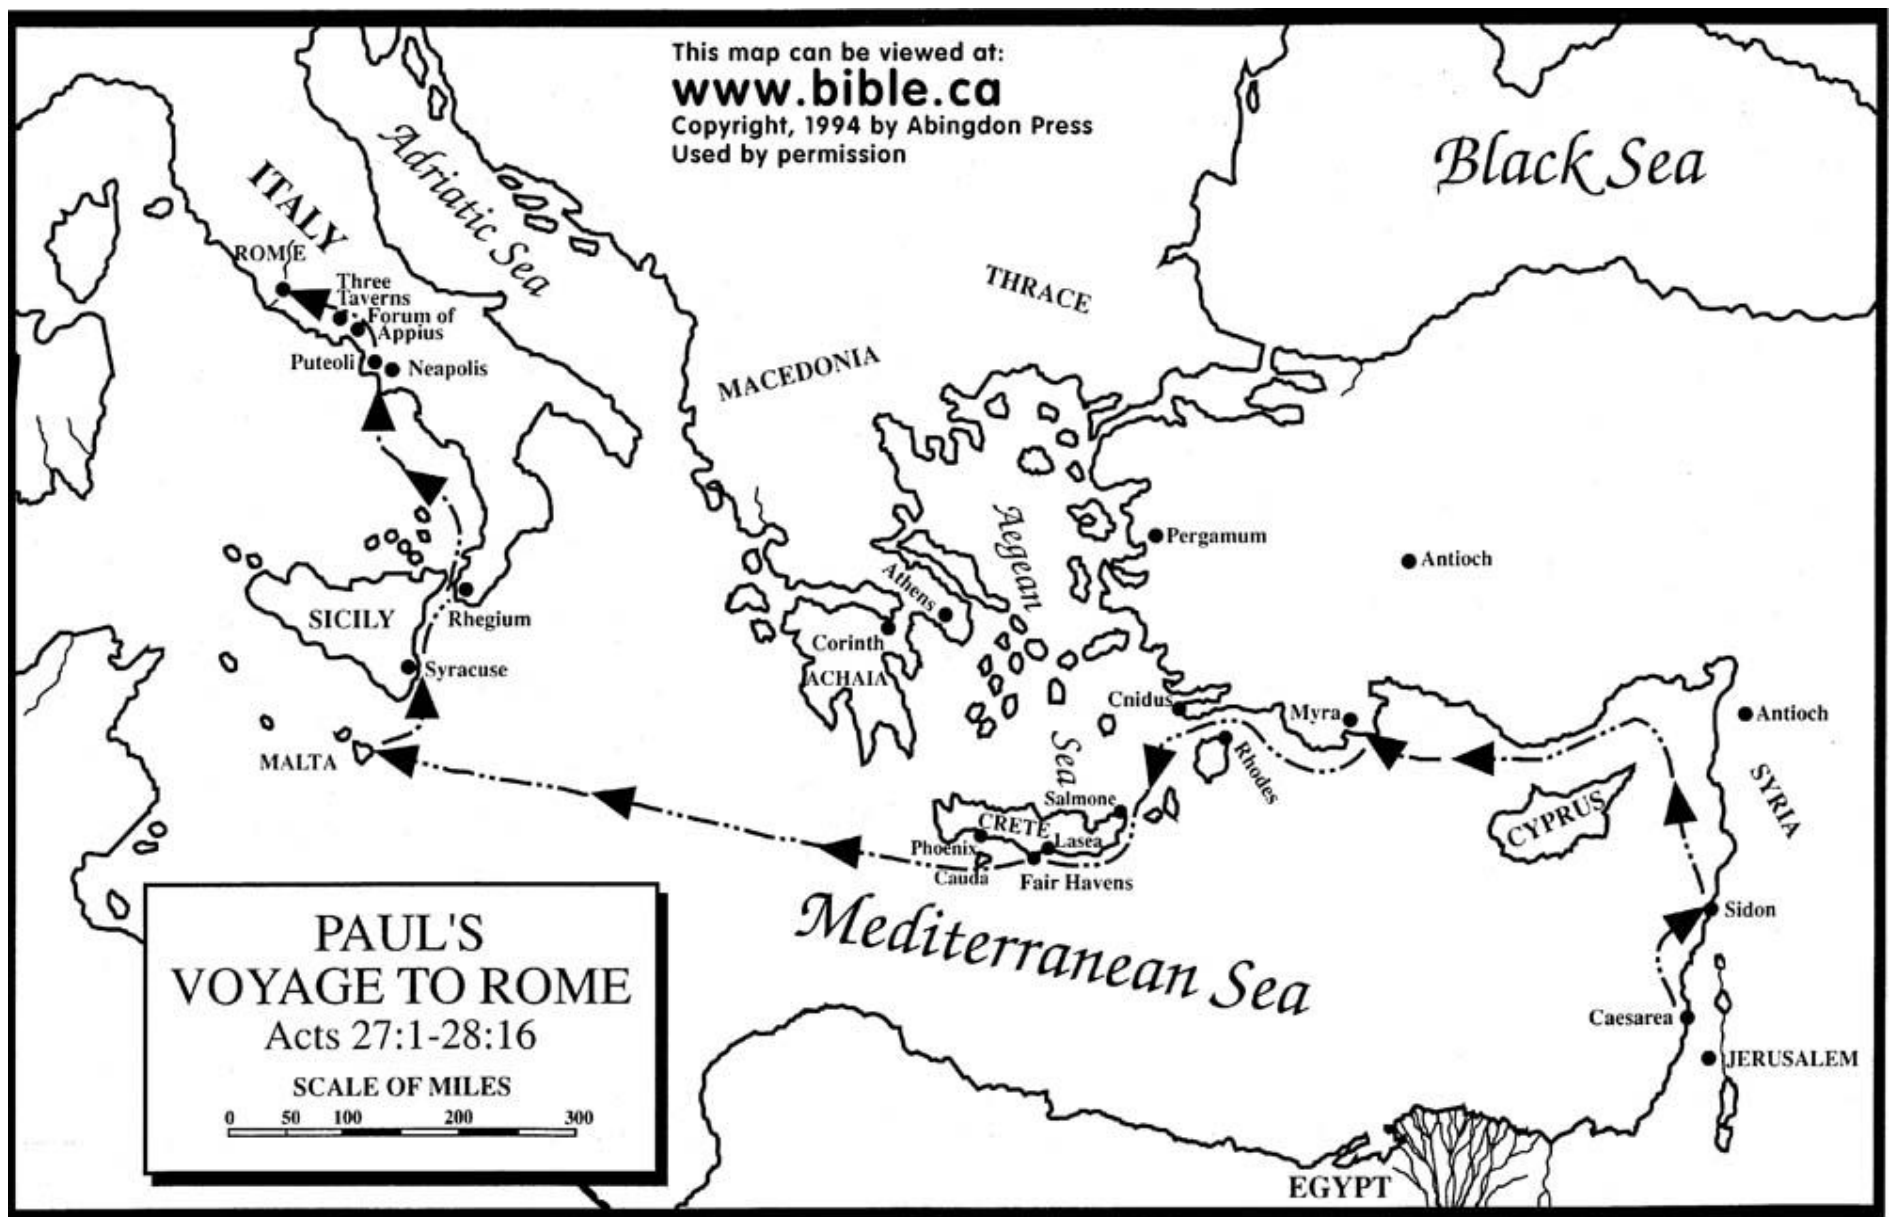 This map can be viewed at:
www.bible.ca
Copyright, 1994 by Abingdon Press
Used by permission
Black Sea
Adriatic Sea
ITALY
ROME
Three
Taverns
Forum of
Appius
Puteoli
Neapolis
THRACE
MACEDONIA
Aegean
Sea
Pergamum
Antioch
Athens
Corinth
ACHAIA
SICILY
Rhegium
Syracuse
MALTA
Cnidus
Myra
Rhodes
Antioch
SYRIA
CYPRUS
Salmone
CRETE
Phoenix
Lasea
Cauda
Fair Havens
Mediterranean Sea
Sidon
Caesarea
JERUSALEM
EGYPT
PAUL'S
VOYAGE TO ROME
Acts 27:1-28:16
SCALE OF MILES
0 50 100 200 300